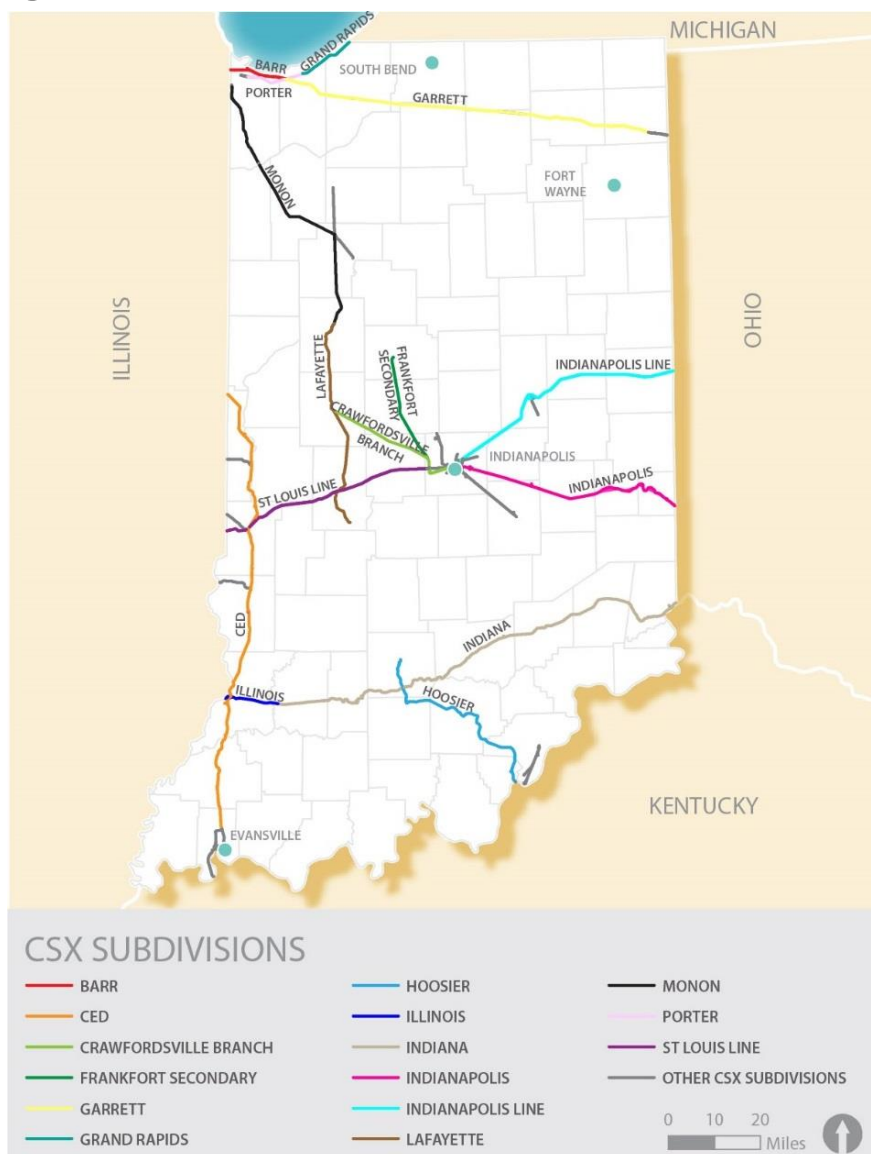 MICHIGAN
GRAND RAPIDS
BARR
SOUTH BEND
PORTER
GARRETT
FORT
WAYNE
MONON
ILLINOIS
OHIO
LAFAYETTE
FRANKFORT
SECONDARY
INDIANAPOLIS LINE
CRAWFORDSVILLE
BRANCH
INDIANAPOLIS
INDIANAPOLIS
ST LOUIS LINE
CED
INDIANA
ILLINOIS
HOOSIER
KENTUCKY
EVANSVILLE
CSX SUBDIVISIONS
BARR
CED
CRAWFORDSVILLE BRANCH
FRANKFORT SECONDARY
GARRETT
GRAND RAPIDS
HOOSIER
ILLINOIS
INDIANA
INDIANAPOLIS
INDIANAPOLIS LINE
LAFAYETTE
MONON
PORTER
ST LOUIS LINE
OTHER CSX SUBDIVISIONS
0 10 20
Miles